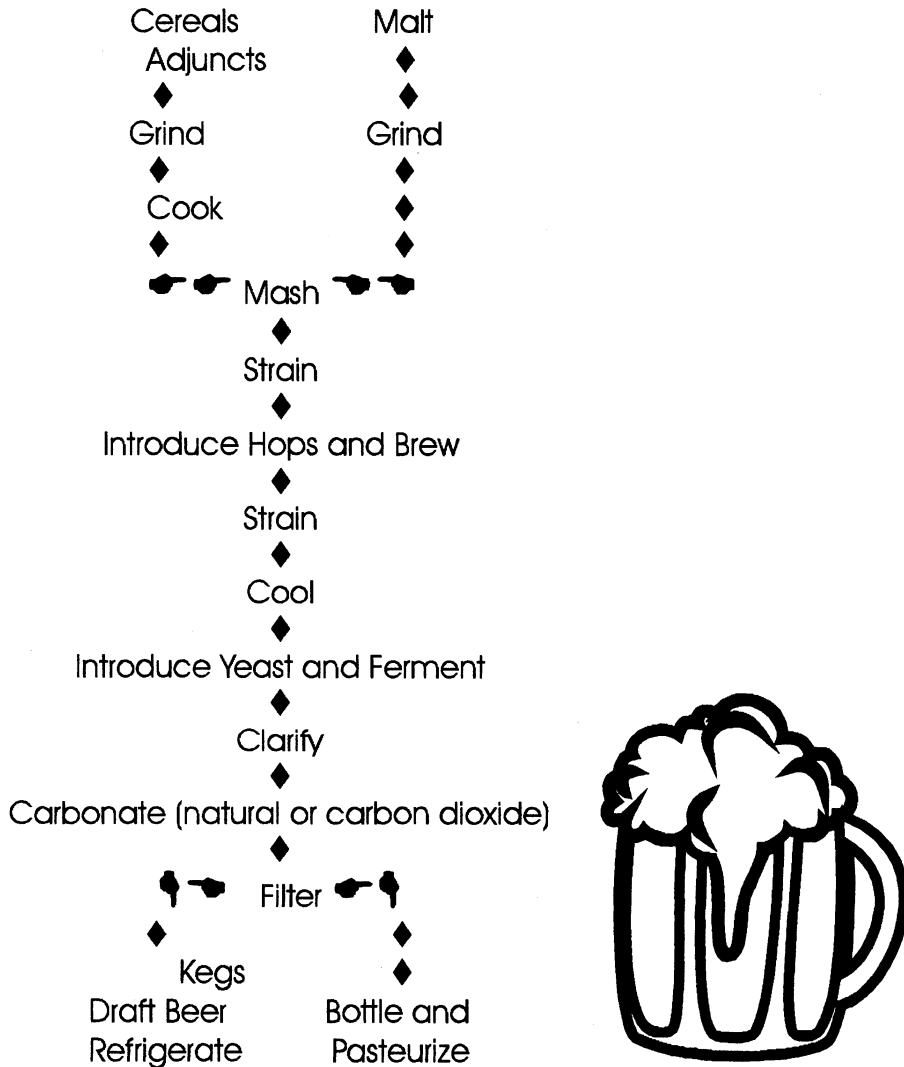 Cereals Malt
Adjuncts
Grind Grind
Cook
Mash
Strain
Introduce Hops and Brew
Strain
Cool
Introduce Yeast and Ferment
Clarify
Carbonate (natural or carbon dioxide)
Filter
Kegs
Draft Beer Bottle and
Refrigerate Pasteurize